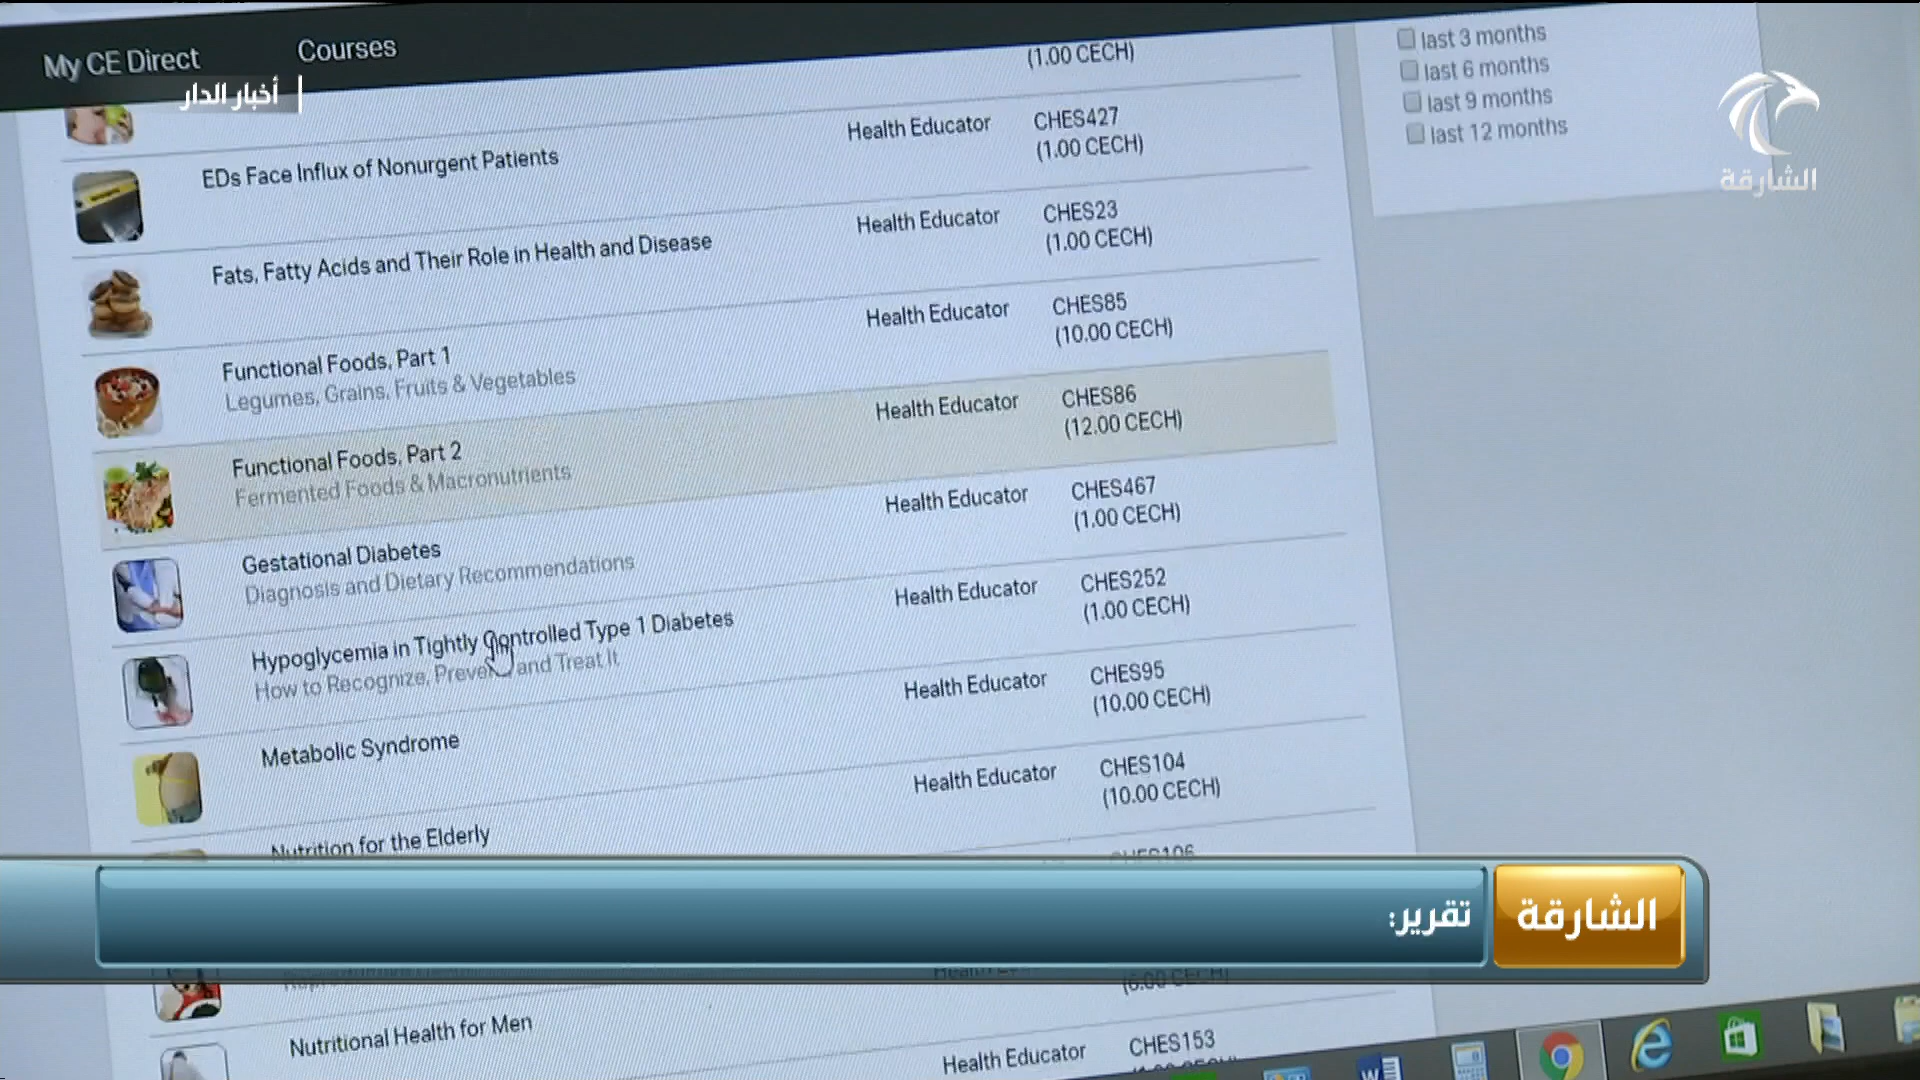 My CE Direct
Courses
أخبار الدار
(1.00 CECH)
last 3 months
last 6 months
last 9 months
last 12 months
الشارقة
EDs Face Influx of Nonurgent Patients
Health Educator
CHES427
(1.00 CECH)
Fats, Fatty Acids and Their Role in Health and Disease
Health Educator
CHES23
(1.00 CECH)
Functional Foods, Part 1
Legumes, Grains, Fruits & Vegetables
Health Educator
CHES85
(10.00 CECH)
Functional Foods, Part 2
Fermented Foods & Macronutrients
Health Educator
CHES86
(12.00 CECH)
Gestational Diabetes
Diagnosis and Dietary Recommendations
Health Educator
CHES467
(1.00 CECH)
Hypoglycemia in Tightly Controlled Type 1 Diabetes
How to Recognize, Prevent and Treat It
Health Educator
CHES252
(1.00 CECH)
Metabolic Syndrome
Health Educator
CHES95
(10.00 CECH)
Nutrition for the Elderly
Health Educator
CHES104
(10.00 CECH)
CHES106
الشارقة
تقرير:
(6.00 CECH)
Nutritional Health for Men
Health Educator
CHES153